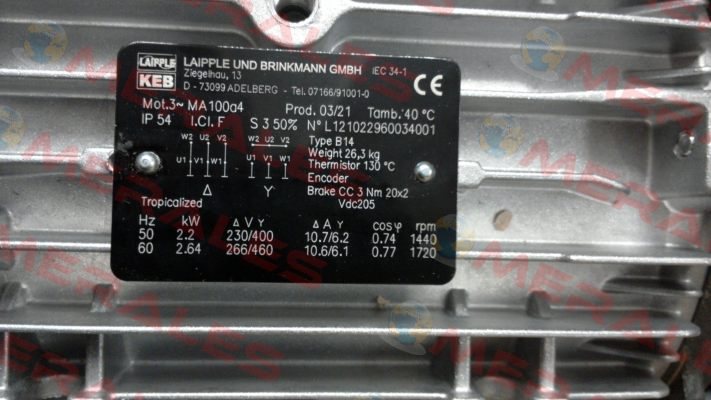 LAIPPLE LAIPPLE UND BRINKMANN GMBH IEC 34-1
KEB Ziegelhau, 13
D - 73099 ADELBERG - Tel. 07166/91001-0
CE
Mot.3~ MA100a4 Prod. 03/21 Tamb.:40 °C
IP 54 I.Cl. F S 3 50% N° L121022960034001
W2 U2 V2 W2 U2 V2 Type B14
Weight 26,3 kg
U1 V1 W1 U1 V1 W1 Thermistor 130 °C
Encoder
Δ Y Brake CC 3 Nm 20x2
Tropicalized Vdc205
Hz kW Δ V Y Δ A Y cosφ rpm
50 2.2 230/400 10.7/6.2 0.74 1440
60 2.64 266/460 10.6/6.1 0.77 1720
MERALES
MERALES
MERALES